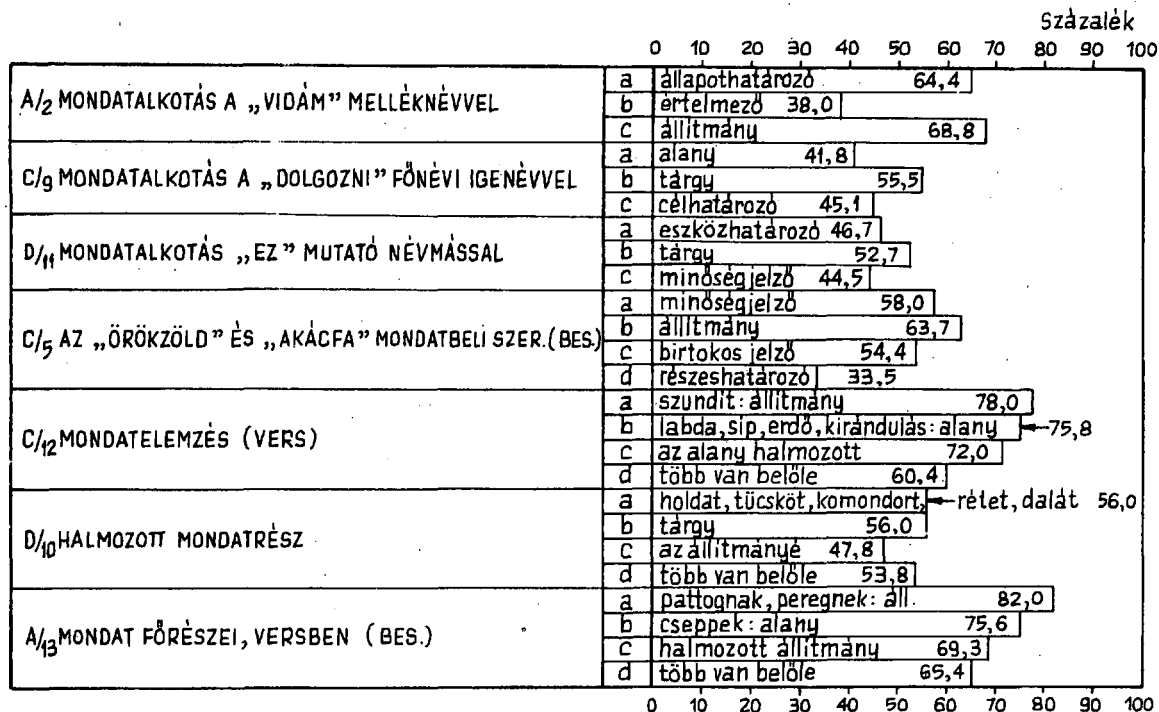 Százalék
0 10 20 30 40 50 60 70 80 90 100
A/2 MONDATALKOTÁS A „VIDÁM” MELLÉKNÉVVEL
a állapothatározó 64,4
b értelmező 38,0
c állítmány 68,8
C/9 MONDATALKOTÁS A „DOLGOZNI” FŐNÉVI IGENÉVVEL
a alany 41,8
b tárgy 55,5
c célhatározó 45,1
D/11 MONDATALKOTÁS „EZ” MUTATÓ NÉVMÁSSAL
a eszközhatározó 46,7
b tárgy 52,7
c minőségjelző 44,5
C/5 AZ „ÖRÖKZÖLD” ÉS „AKÁCFA” MONDATBELI SZER. (BES.)
a minőségjelző 58,0
b állítmány 63,7
c birtokos jelző 54,4
d részeshatározó 33,5
C/12 MONDATELEMZÉS (VERS)
a szundít: állítmány 78,0
b labda, síp, erdő, kirándulás: alany 75,8
c az alany halmozott 72,0
d több van belőle 60,4
D/10 HALMOZOTT MONDATRÉSZ
a holdat, tücsköt, komondort, rétet, dalát 56,0
b tárgy 56,0
c az állítmányé 47,8
d több van belőle 53,8
A/13 MONDAT FŐRÉSZEI, VERSBEN (BES.)
a pattognak, peregnek: áll. 82,0
b cseppek: alany 75,6
c halmozott állítmány 69,3
d több van belőle 65,4
0 10 20 30 40 50 60 70 80 90 100